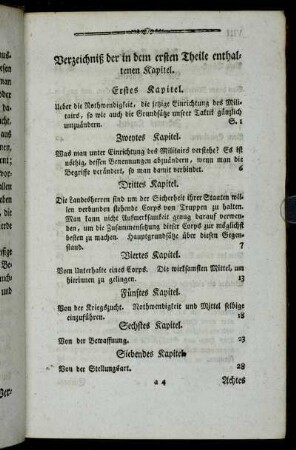 Verzeichniß der in dem ersten Theile enthal-
tenen Kapitel.
Erstes Kapitel.
Ueber die Nothwendigkeit, die jezige Einrichtung des Mili-
tairs, so wie auch die Grundsätze unsrer Taktik gänzlich
umzuändern. S. 1
Zweytes Kapitel.
Was man unter Einrichtung des Militairs verstehe? Es ist
nöthig, dessen Benennungen abzuändern, wenn man die
Begriffe verändert, so man damit verbindet. 6
Drittes Kapitel.
Die Landesherren sind um der Sicherheit ihrer Staaten willen
verbunden stehende Corps von Truppen zu halten.
Man kann nicht Aufmerksamkeit genug darauf verwen-
den, um die Zusammensetzung dieser Corps zur möglichst
besten zu machen. Hauptgrundsätze über diesen Gegen-
stand. 7
Viertes Kapitel.
Vom Unterhalte eines Corps. Die wirksamsten Mittel, um
hierinnen zu gelingen. 13
Fünftes Kapitel.
Von der Kriegszucht. Nothwendigkeit und Mittel selbige
einzuführen. 18
Sechstes Kapitel.
Von der Bewaffnung. 23
Siebendes Kapitel.
Von der Stellungsart. 28
a 4 Achtes